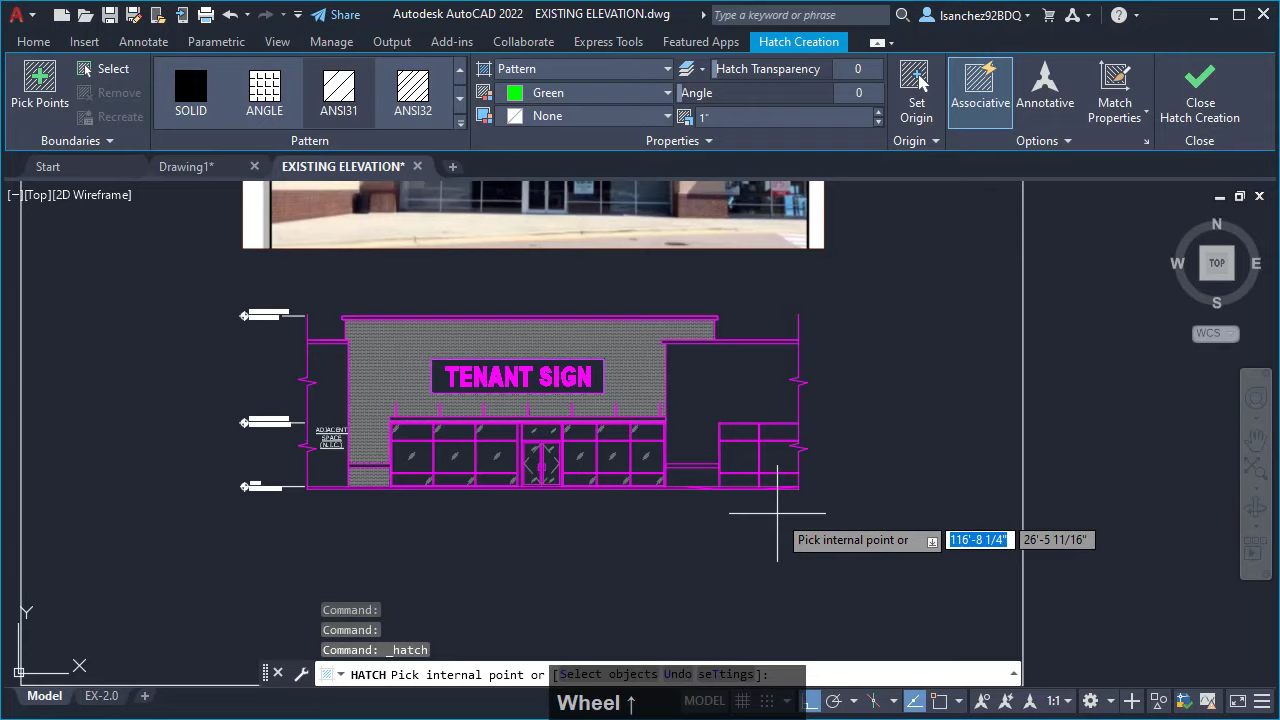 Share
Autodesk AutoCAD 2022 EXISTING ELEVATION.dwg
Type a keyword or phrase
lsanchez92BDQ
Home Insert Annotate Parametric View Manage Output Add-ins Collaborate Express Tools Featured Apps Hatch Creation
Pick Points
Select
Remove
Recreate
Boundaries
SOLID ANGLE ANSI31 ANSI32
Pattern
Pattern
Green
None
Hatch Transparency 0
Angle 0
1"
Properties
Set
Origin
Origin
Associative
Annotative
Match
Properties
Options
Close
Hatch Creation
Close
Start Drawing1* EXISTING ELEVATION*
[−][Top][2D Wireframe]
N
W TOP E
S
WCS
TENANT SIGN
ADJACENT
SPACE
(N.I.C.)
Pick internal point or 116'-8 1/4" 26'-5 11/16"
Y
X
Command:
Command:
Command: _hatch
HATCH Pick internal point or [Select objects Undo seTtings]:
Wheel ↑
Model EX-2.0
MODEL
1:1